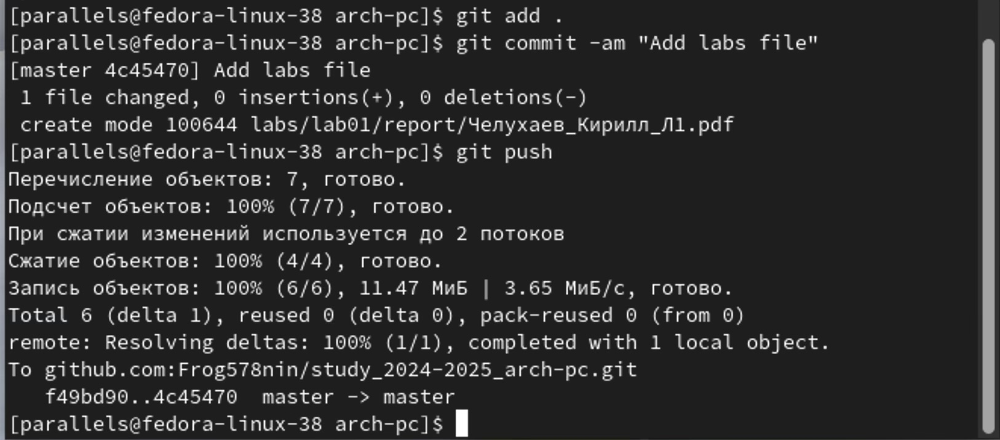 [parallels@fedora-linux-38 arch-pc]$ git add .
[parallels@fedora-linux-38 arch-pc]$ git commit -am "Add labs file"
[master 4c45470] Add labs file
 1 file changed, 0 insertions(+), 0 deletions(-)
 create mode 100644 labs/lab01/report/Челухаев_Кирилл_Л1.pdf
[parallels@fedora-linux-38 arch-pc]$ git push
Перечисление объектов: 7, готово.
Подсчет объектов: 100% (7/7), готово.
При сжатии изменений используется до 2 потоков
Сжатие объектов: 100% (4/4), готово.
Запись объектов: 100% (6/6), 11.47 МиБ | 3.65 МиБ/с, готово.
Total 6 (delta 1), reused 0 (delta 0), pack-reused 0 (from 0)
remote: Resolving deltas: 100% (1/1), completed with 1 local object.
To github.com:Frog578nin/study_2024-2025_arch-pc.git
   f49bd90..4c45470  master -> master
[parallels@fedora-linux-38 arch-pc]$